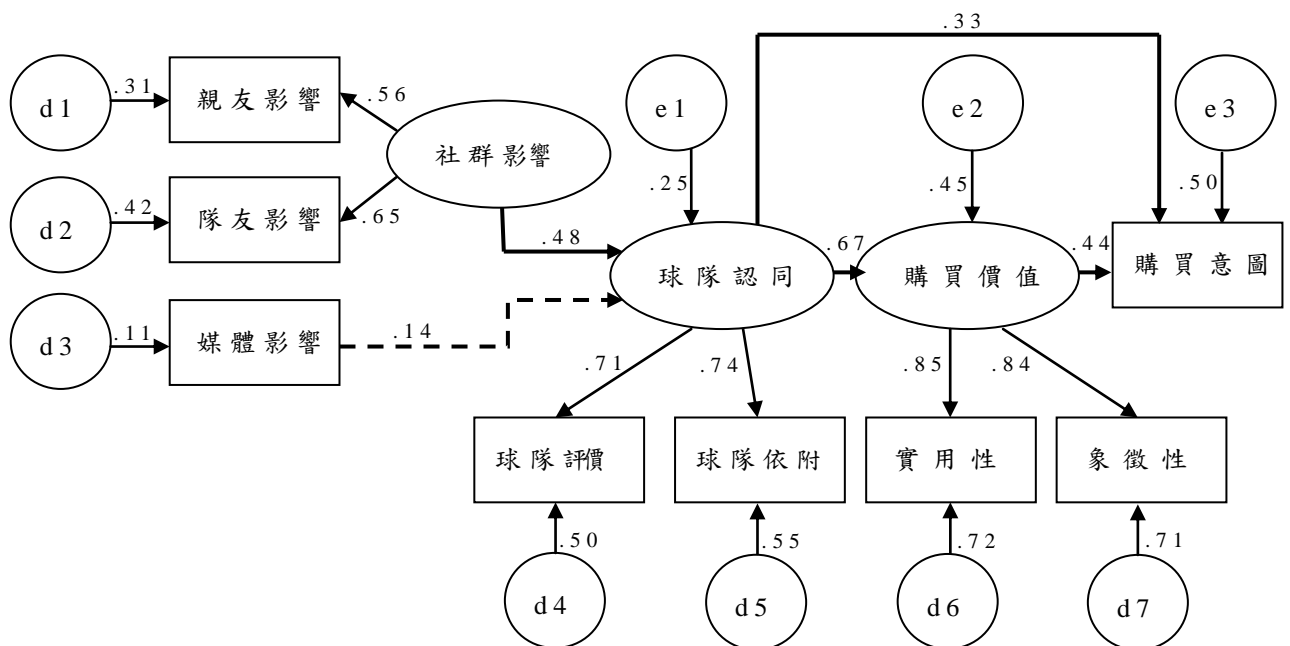 .33
d1
.31
親友影響
.56
社群影響
e1
e2
e3
.25
.45
.50
d2
.42
隊友影響
.65
.48
球隊認同
.67
購買價值
.44
購買意圖
d3
.11
媒體影響
.14
.71
.74
.85
.84
球隊評價
球隊依附
實用性
象徵性
.50
.55
.72
.71
d4
d5
d6
d7